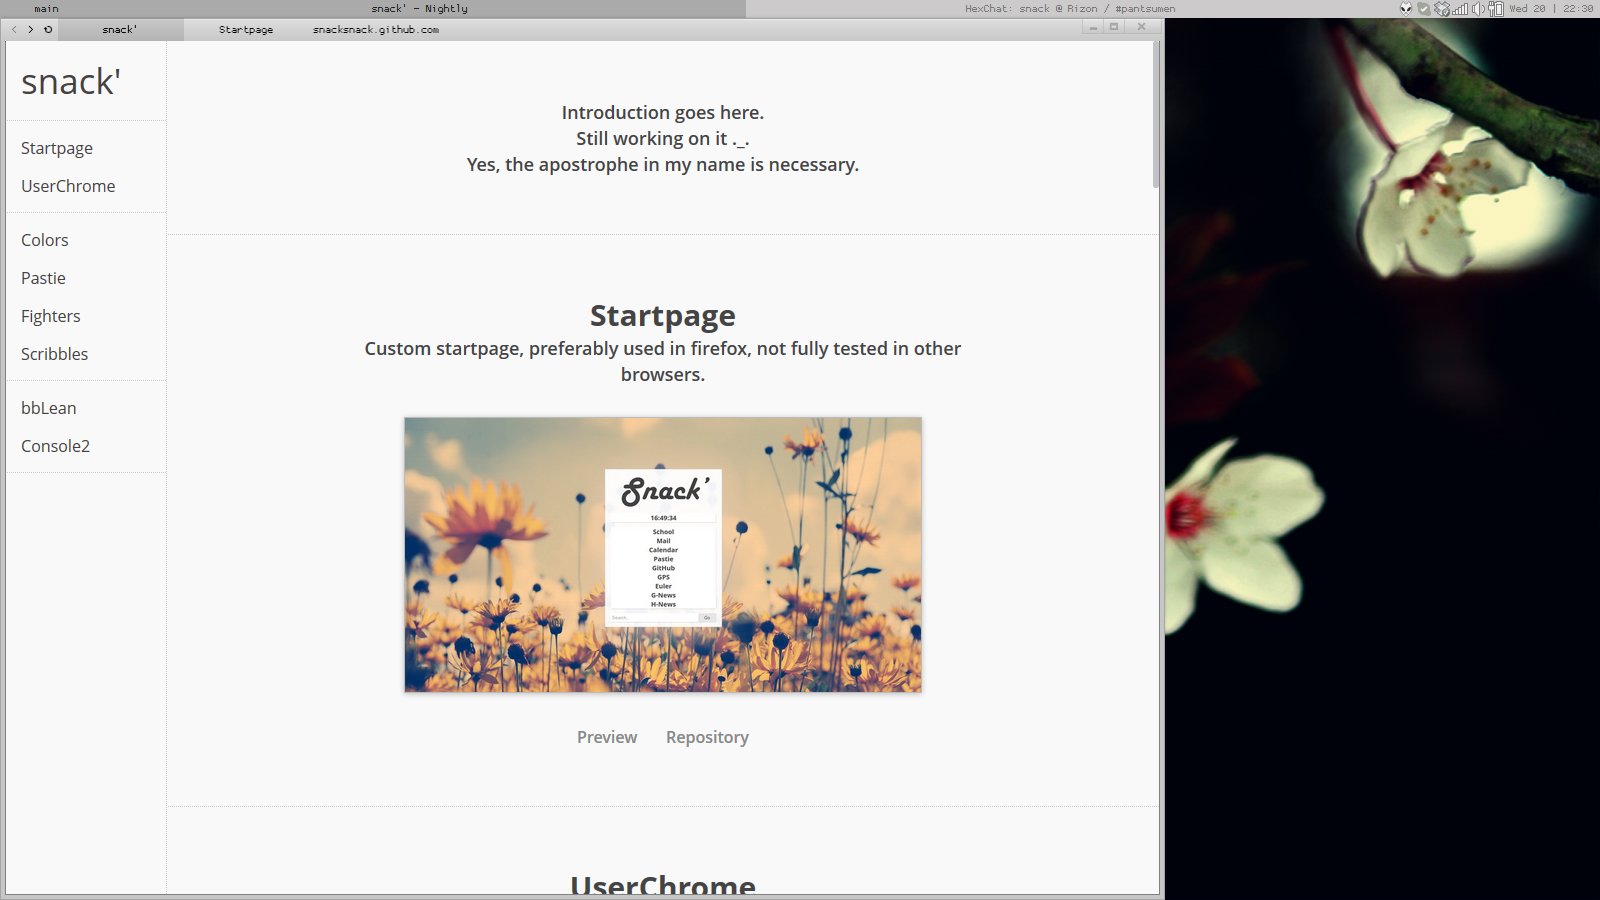 main
snack' - Nightly
HexChat: snack @ Rizon / #pantsumen
Wed 20 | 22:30
snack'
Startpage
snacksnack.github.com
snack'
Startpage
UserChrome
Colors
Pastie
Fighters
Scribbles
bbLean
Console2
Introduction goes here.
Still working on it ._.
Yes, the apostrophe in my name is necessary.
Startpage
Custom startpage, preferably used in firefox, not fully tested in other
browsers.
Snack'
16:49:34
School
Mail
Calendar
Pastie
GitHub
GPS
Euler
G-News
H-News
Search..
Go
Preview
Repository
UserChrome